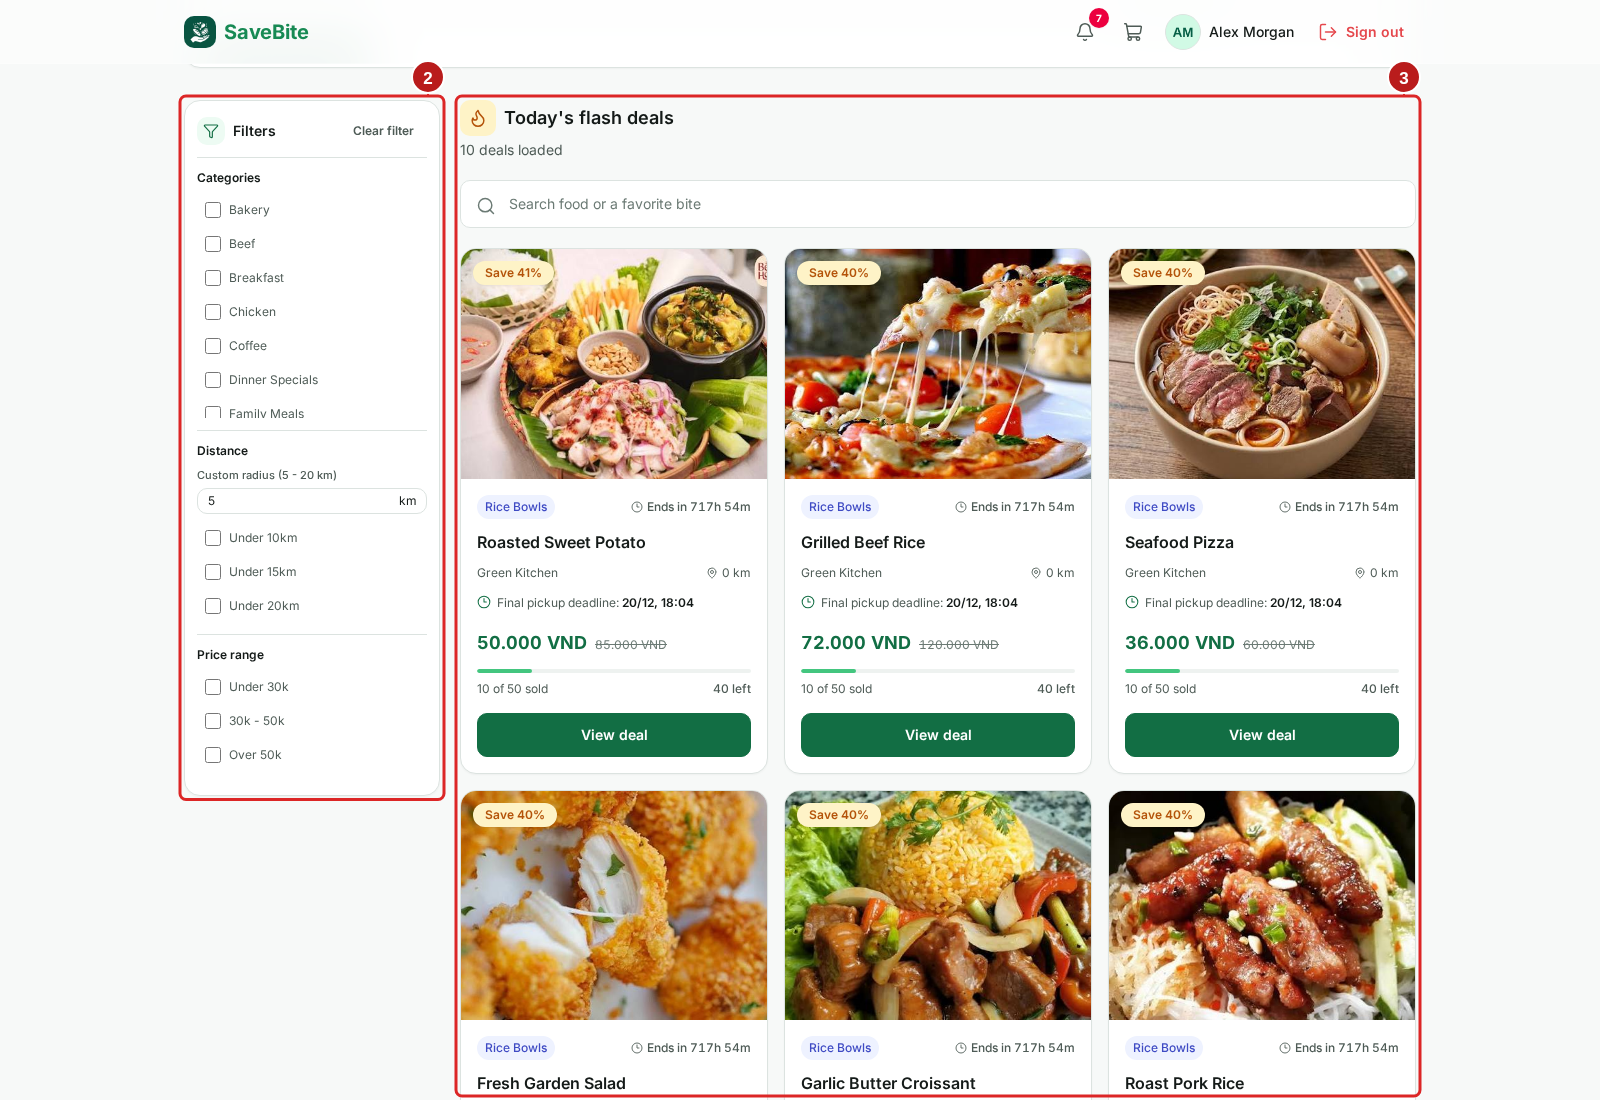 SaveBite
7
AM
Alex Morgan
Sign out
2
3
Filters
Clear filter
Categories
Bakery
Beef
Breakfast
Chicken
Coffee
Dinner Specials
Family Meals
Distance
Custom radius (5 - 20 km)
5 km
Under 10km
Under 15km
Under 20km
Price range
Under 30k
30k - 50k
Over 50k
Today's flash deals
10 deals loaded
Search food or a favorite bite
Save 41%
Rice Bowls
Ends in 717h 54m
Roasted Sweet Potato
Green Kitchen
0 km
Final pickup deadline: 20/12, 18:04
50.000 VND 85.000 VND
10 of 50 sold
40 left
View deal
Save 40%
Rice Bowls
Ends in 717h 54m
Grilled Beef Rice
Green Kitchen
0 km
Final pickup deadline: 20/12, 18:04
72.000 VND 120.000 VND
10 of 50 sold
40 left
View deal
Save 40%
Rice Bowls
Ends in 717h 54m
Seafood Pizza
Green Kitchen
0 km
Final pickup deadline: 20/12, 18:04
36.000 VND 60.000 VND
10 of 50 sold
40 left
View deal
Save 40%
Rice Bowls
Ends in 717h 54m
Fresh Garden Salad
Save 40%
Rice Bowls
Ends in 717h 54m
Garlic Butter Croissant
Save 40%
Rice Bowls
Ends in 717h 54m
Roast Pork Rice